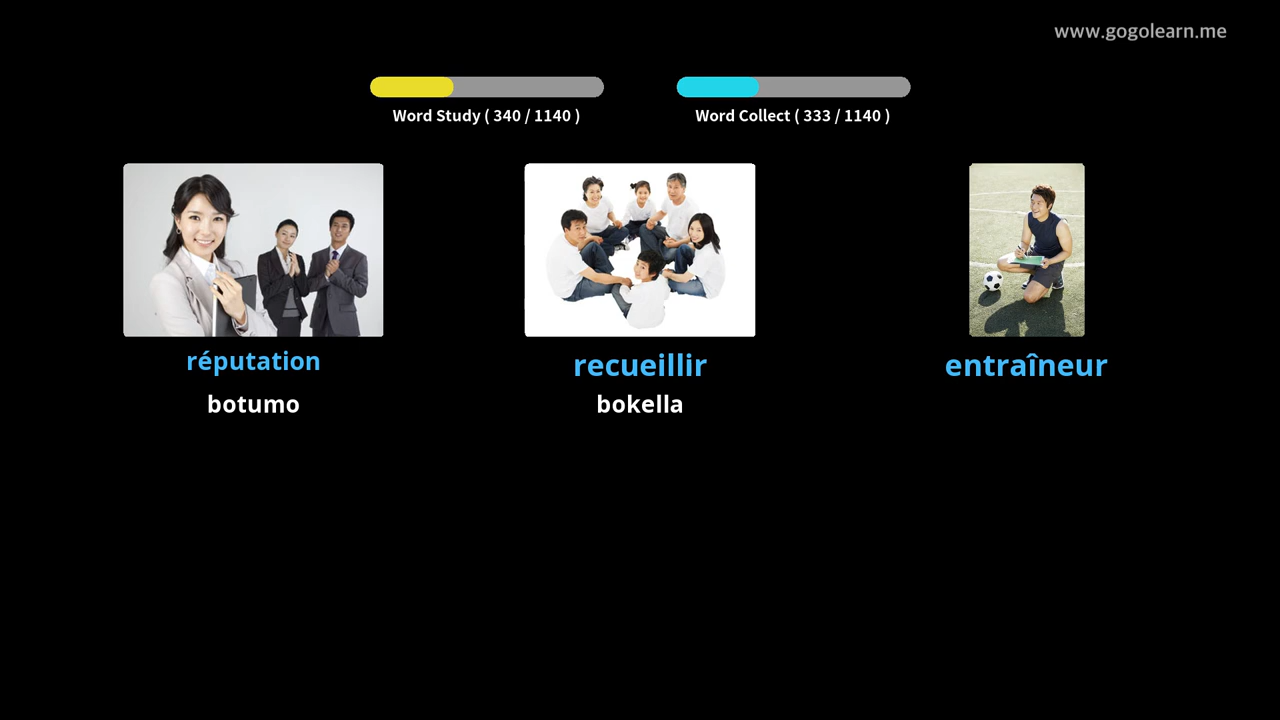 www.gogolearn.me
Word Study ( 340 / 1140 )
Word Collect ( 333 / 1140 )
réputation
recueillir
entraîneur
botumo
bokella